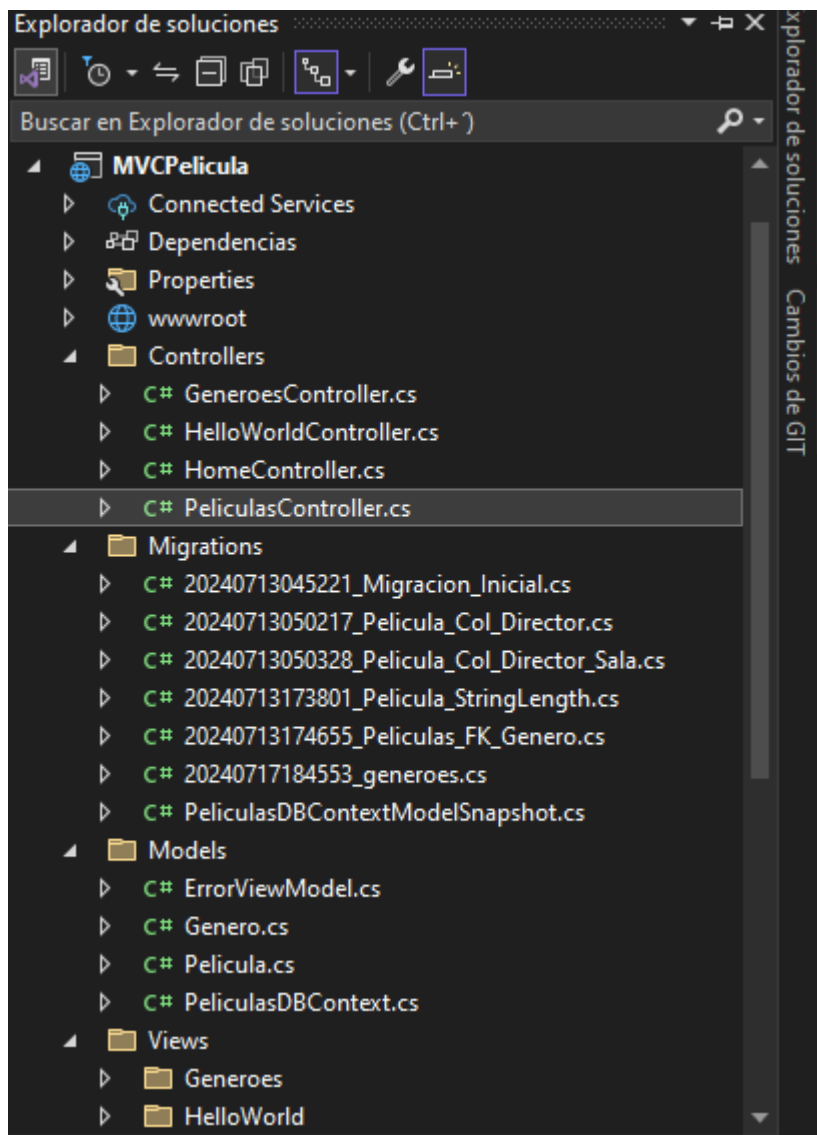 Explorador de soluciones
Buscar en Explorador de soluciones (Ctrl+´)
MVCPelicula
Connected Services
Dependencias
Properties
wwwroot
Controllers
C# GeneroesController.cs
C# HelloWorldController.cs
C# HomeController.cs
C# PeliculasController.cs
Migrations
C# 20240713045221_Migracion_Inicial.cs
C# 20240713050217_Pelicula_Col_Director.cs
C# 20240713050328_Pelicula_Col_Director_Sala.cs
C# 20240713173801_Pelicula_StringLength.cs
C# 20240713174655_Peliculas_FK_Genero.cs
C# 20240717184553_generoes.cs
C# PeliculasDBContextModelSnapshot.cs
Models
C# ErrorViewModel.cs
C# Genero.cs
C# Pelicula.cs
C# PeliculasDBContext.cs
Views
Generoes
HelloWorld
xplorador de soluciones
Cambios de GIT